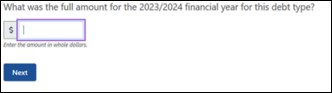 What was the full amount for the 2023/2024 financial year for this debt type?
$
Enter the amount in whole dollars.
Next